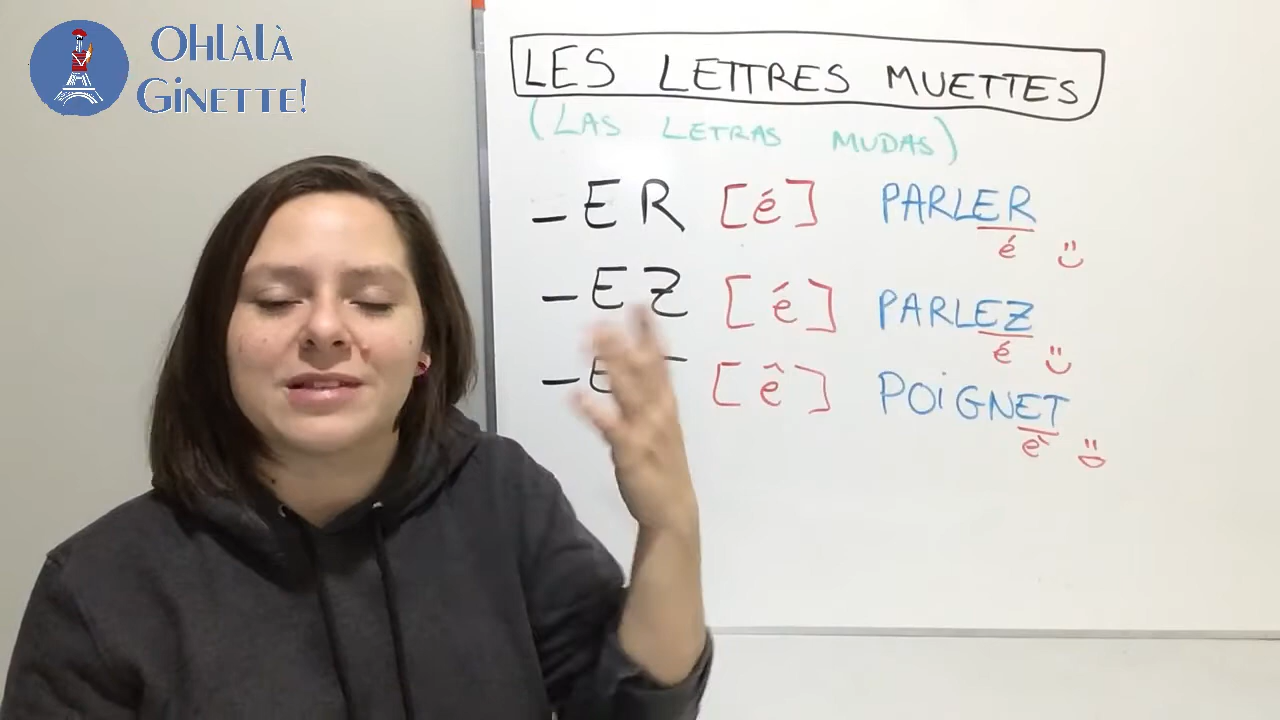 OHLÀLÀ
GINETTE!
LES LETTRES MUETTES
(LAS LETRAS MUDAS)
-ER [é] PARLER
é
-EZ [é] PARLEZ
é
[ê] POiGNET
è